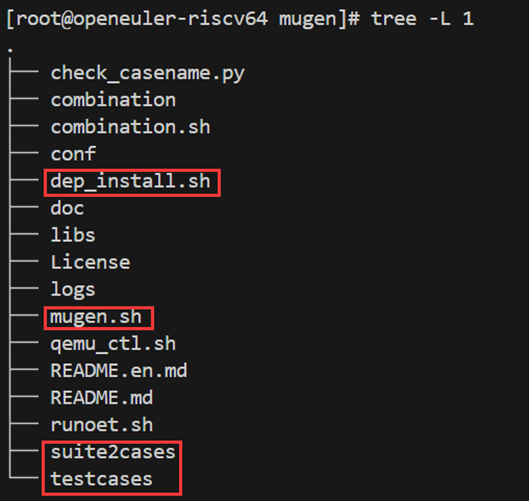 [root@openeuler-riscv64 mugen]# tree -L 1
.
├── check_casename.py
├── combination
├── combination.sh
├── conf
├── dep_install.sh
├── doc
├── libs
├── License
├── logs
├── mugen.sh
├── qemu_ctl.sh
├── README.en.md
├── README.md
├── runoet.sh
├── suite2cases
└── testcases